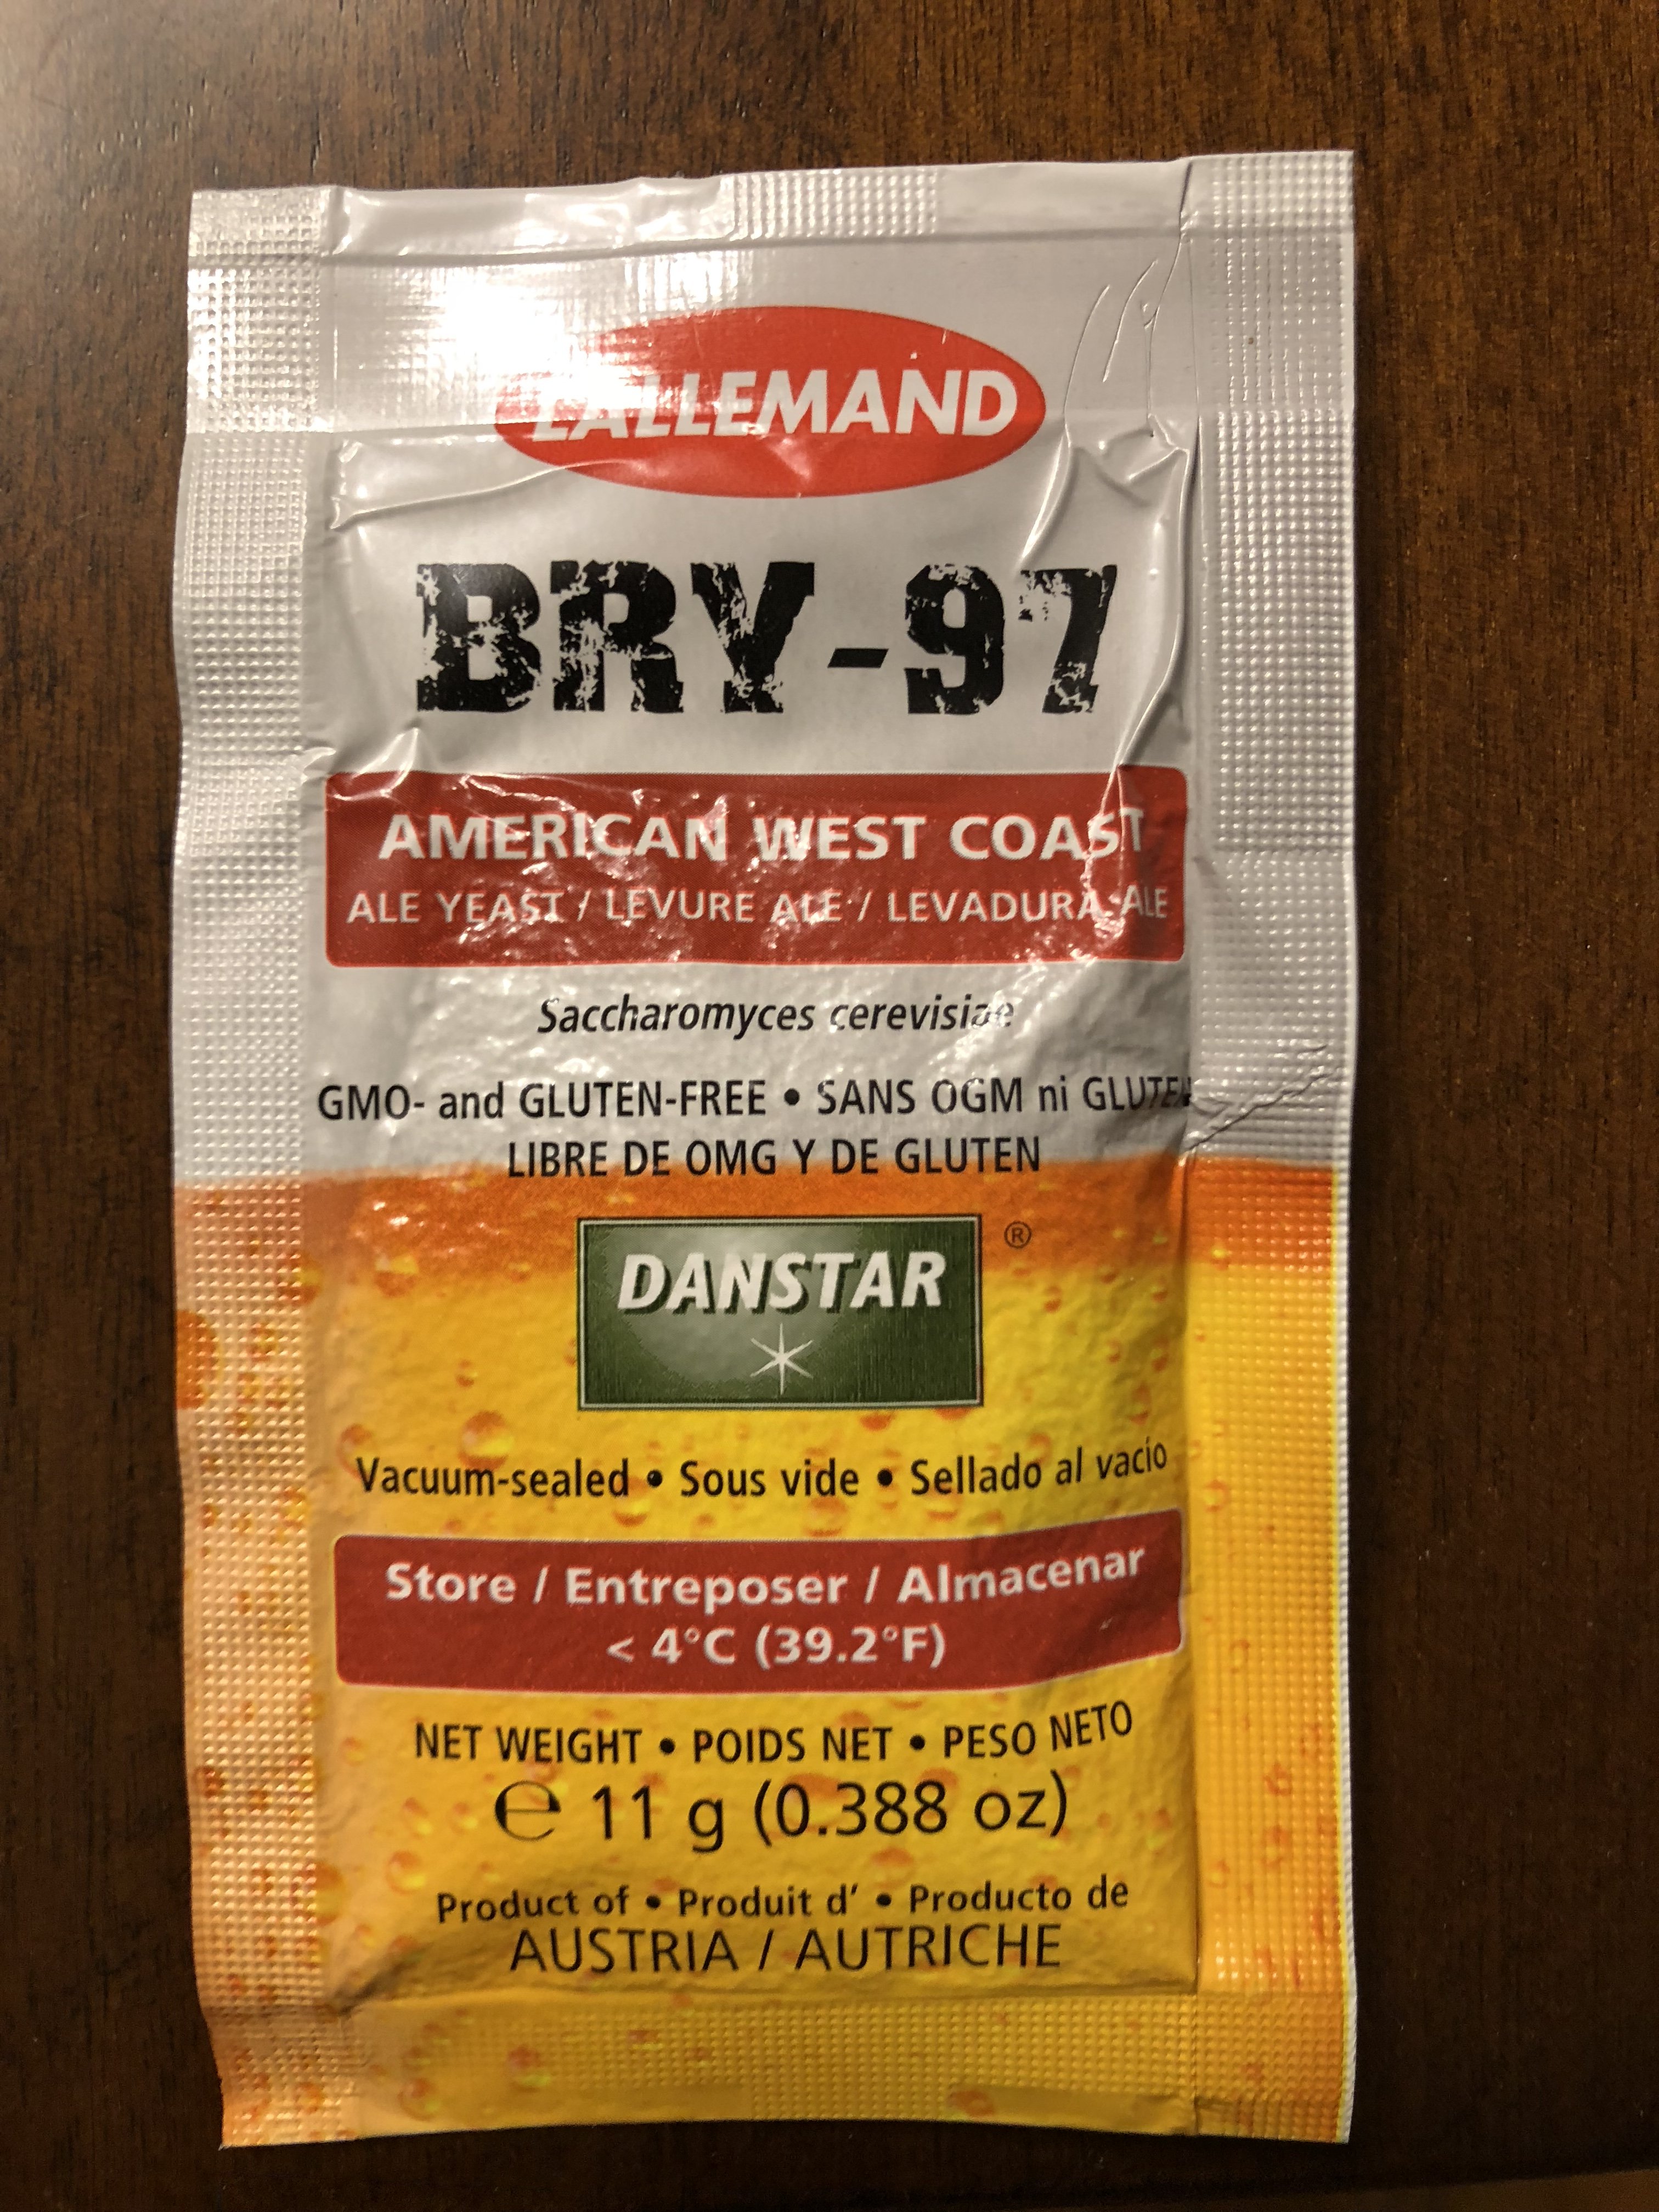 LALLEMAND
BRY-97
AMERICAN WEST COAST
ALE YEAST / LEVURE ALE / LEVADURA ALE
Saccharomyces cerevisiae
GMO- and GLUTEN-FREE • SANS OGM ni GLUTEN
LIBRE DE OMG Y DE GLUTEN
DANSTAR ®
Vacuum-sealed • Sous vide • Sellado al vacío
Store / Entreposer / Almacenar
< 4°C (39.2°F)
NET WEIGHT • POIDS NET • PESO NETO
℮ 11 g (0.388 oz)
Product of • Produit d’ • Producto de
AUSTRIA / AUTRICHE